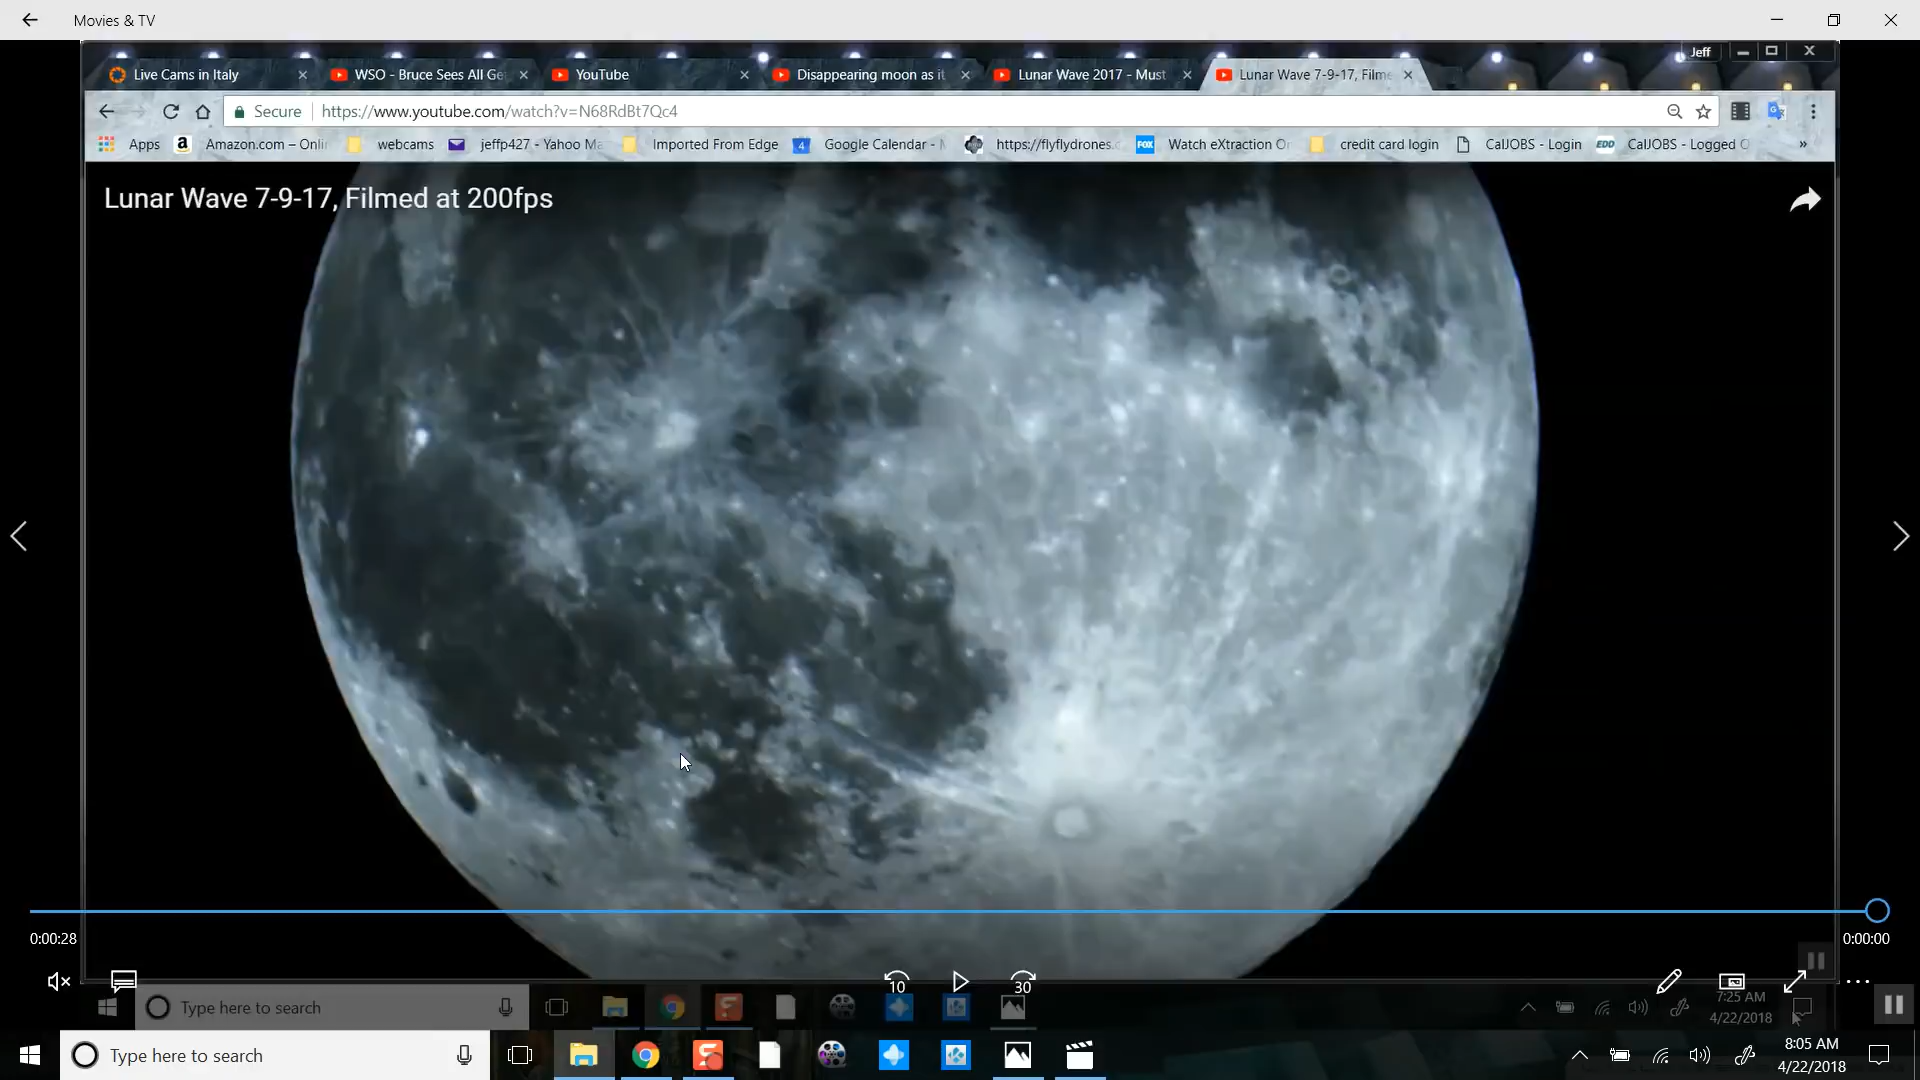 Movies & TV
Jeff
Live Cams in Italy
WSO - Bruce Sees All Ge
YouTube
Disappearing moon as it
Lunar Wave 2017 - Must
Lunar Wave 7-9-17, Filme
Secure
https://www.youtube.com/watch?v=N68RdBt7Qc4
Apps
Amazon.com – Onli
webcams
jeffp427 - Yahoo Ma
Imported From Edge
4
Google Calendar -
https://flyflydrones.c
FOX
Watch eXtraction O
credit card login
CalJOBS - Login
EDD
CalJOBS - Logged O
»
Lunar Wave 7-9-17, Filmed at 200fps
0:00:28
0:00:00
10
30
Type here to search
7:25 AM
4/22/2018
Type here to search
8:05 AM
4/22/2018